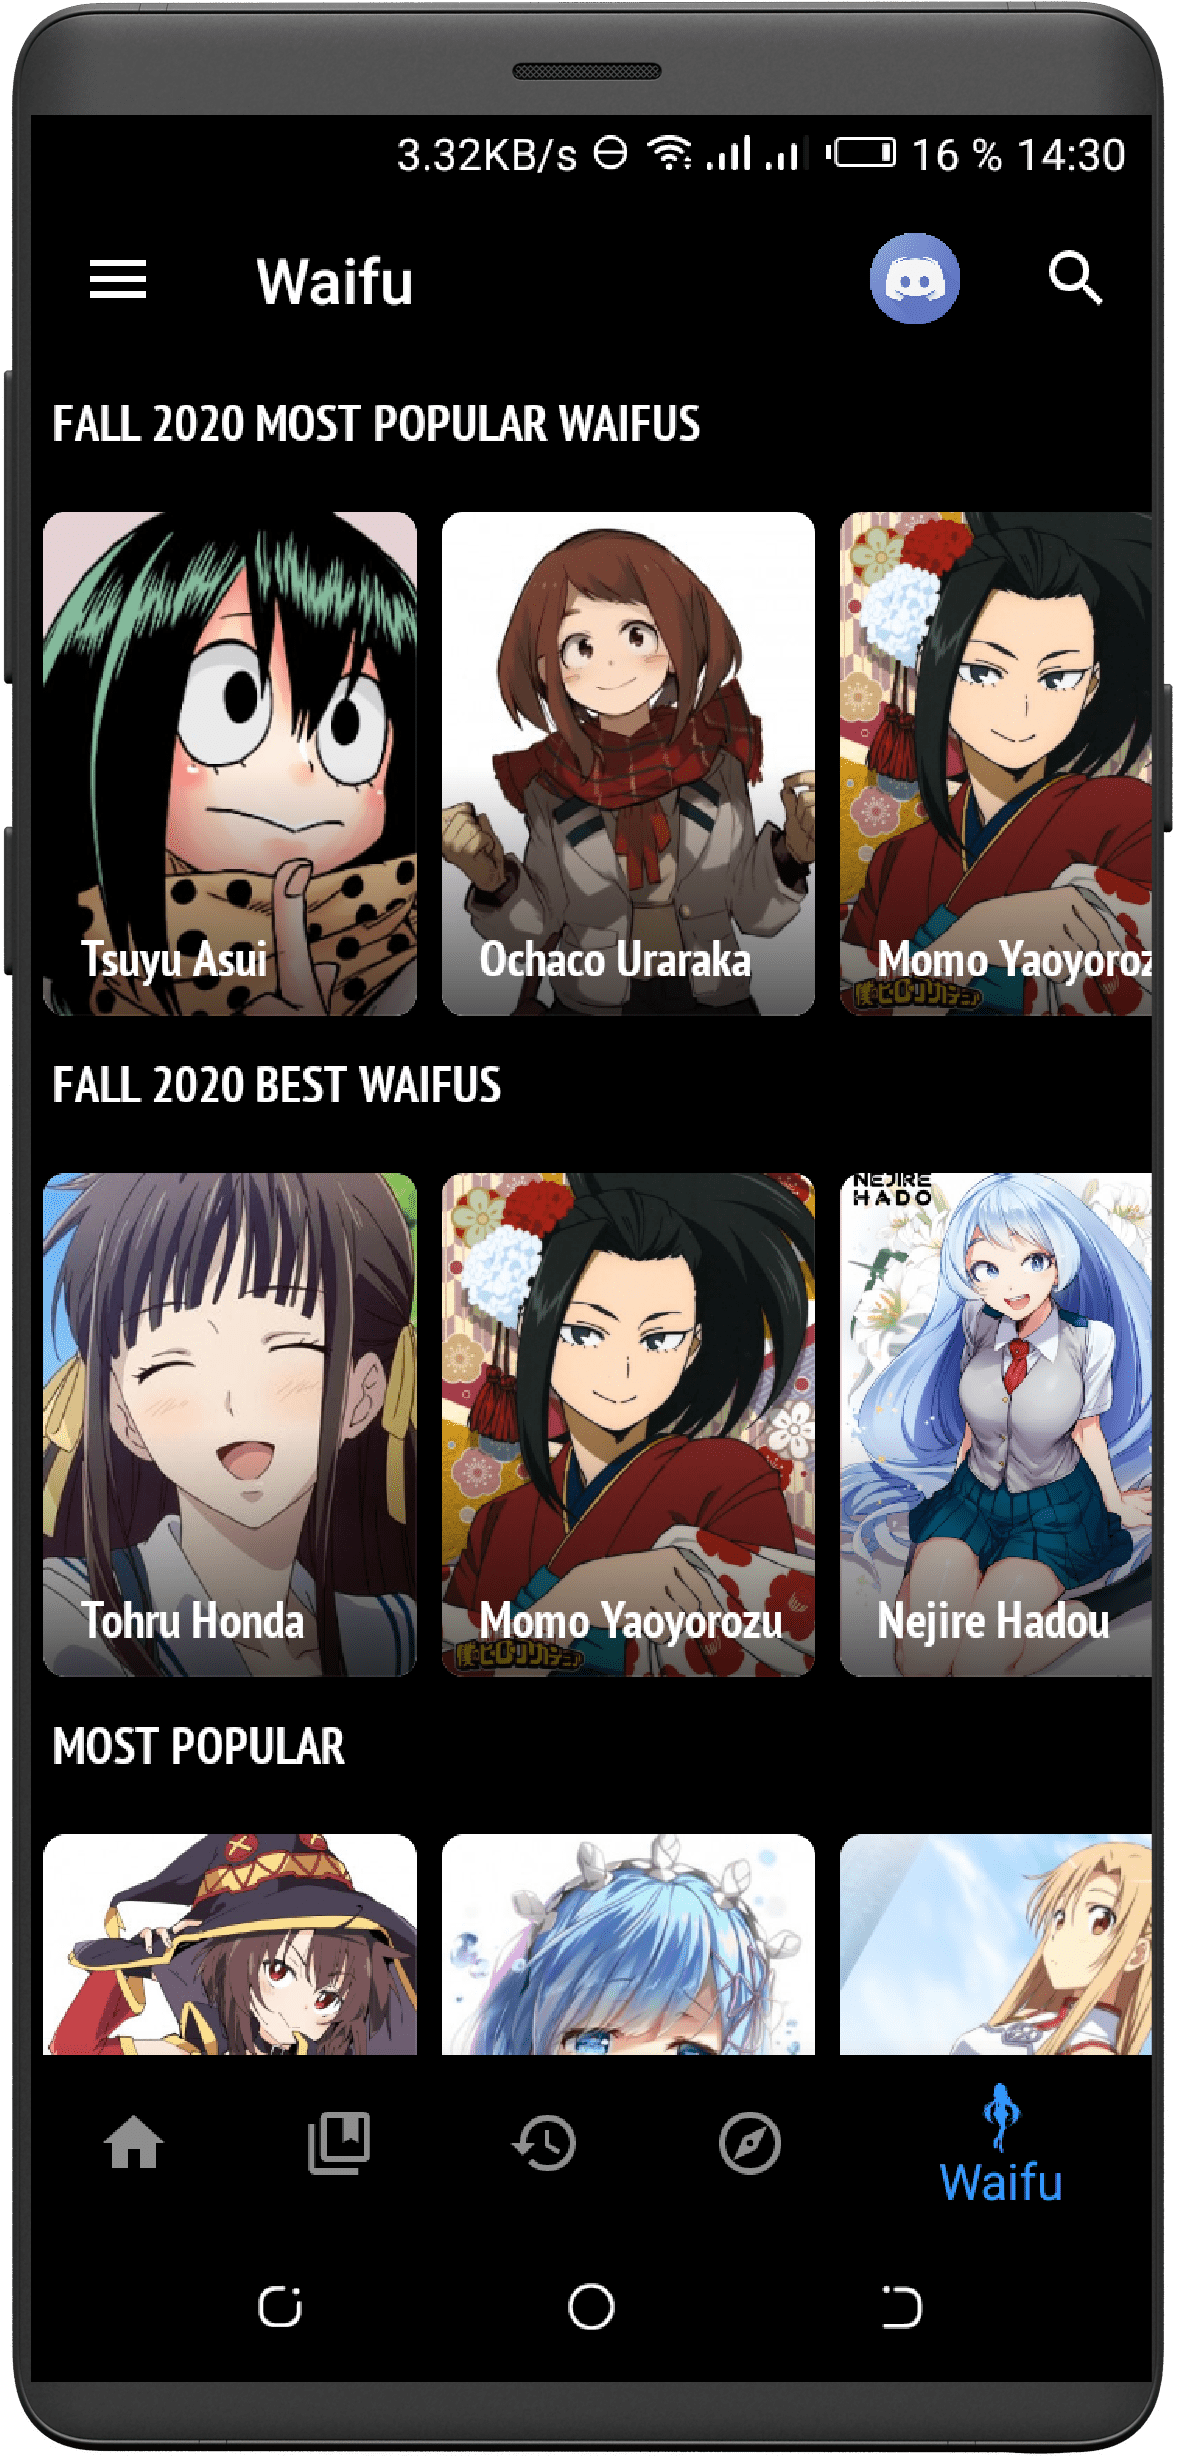 3.32KB/s 16 % 14:30
Waifu
FALL 2020 MOST POPULAR WAIFUS
Tsuyu Asui
Ochaco Uraraka
Momo Yaoyoroz
FALL 2020 BEST WAIFUS
NEJIRE
HADO
Tohru Honda
Momo Yaoyorozu
Nejire Hadou
MOST POPULAR
Waifu